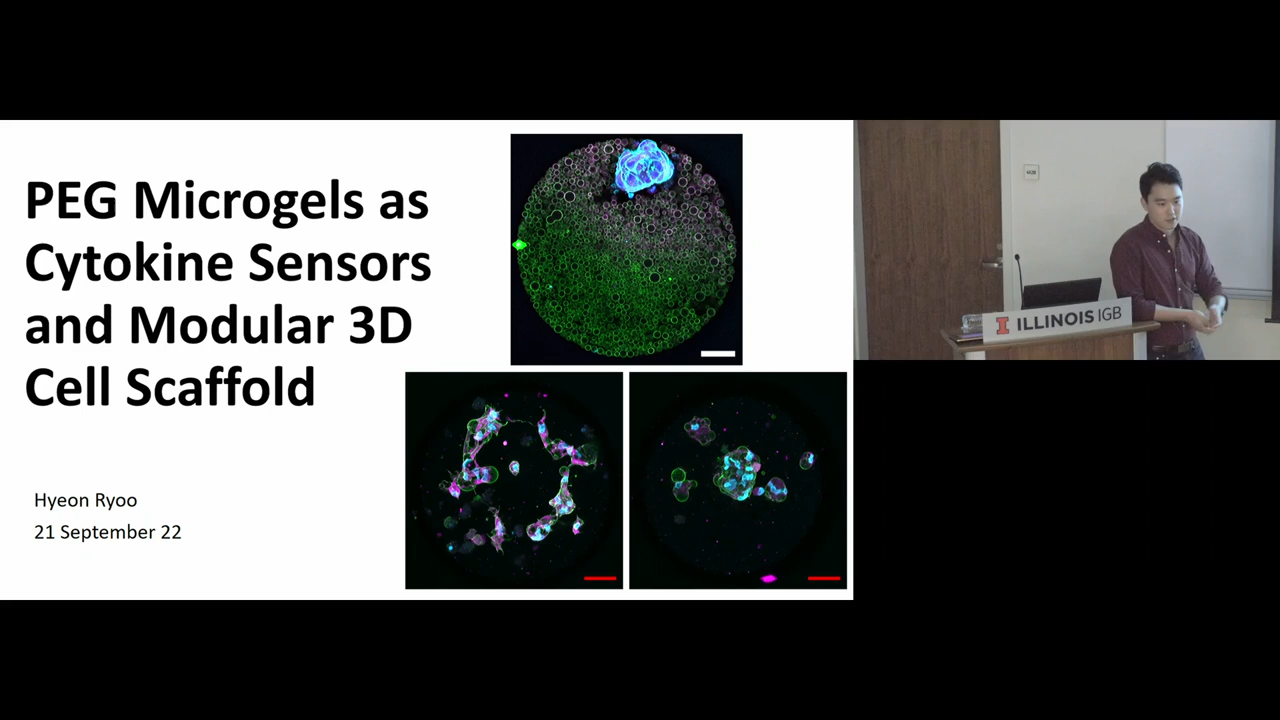 PEG Microgels as
Cytokine Sensors
and Modular 3D
Cell Scaffold
Hyeon Ryoo
21 September 22
ILLINOIS IGB